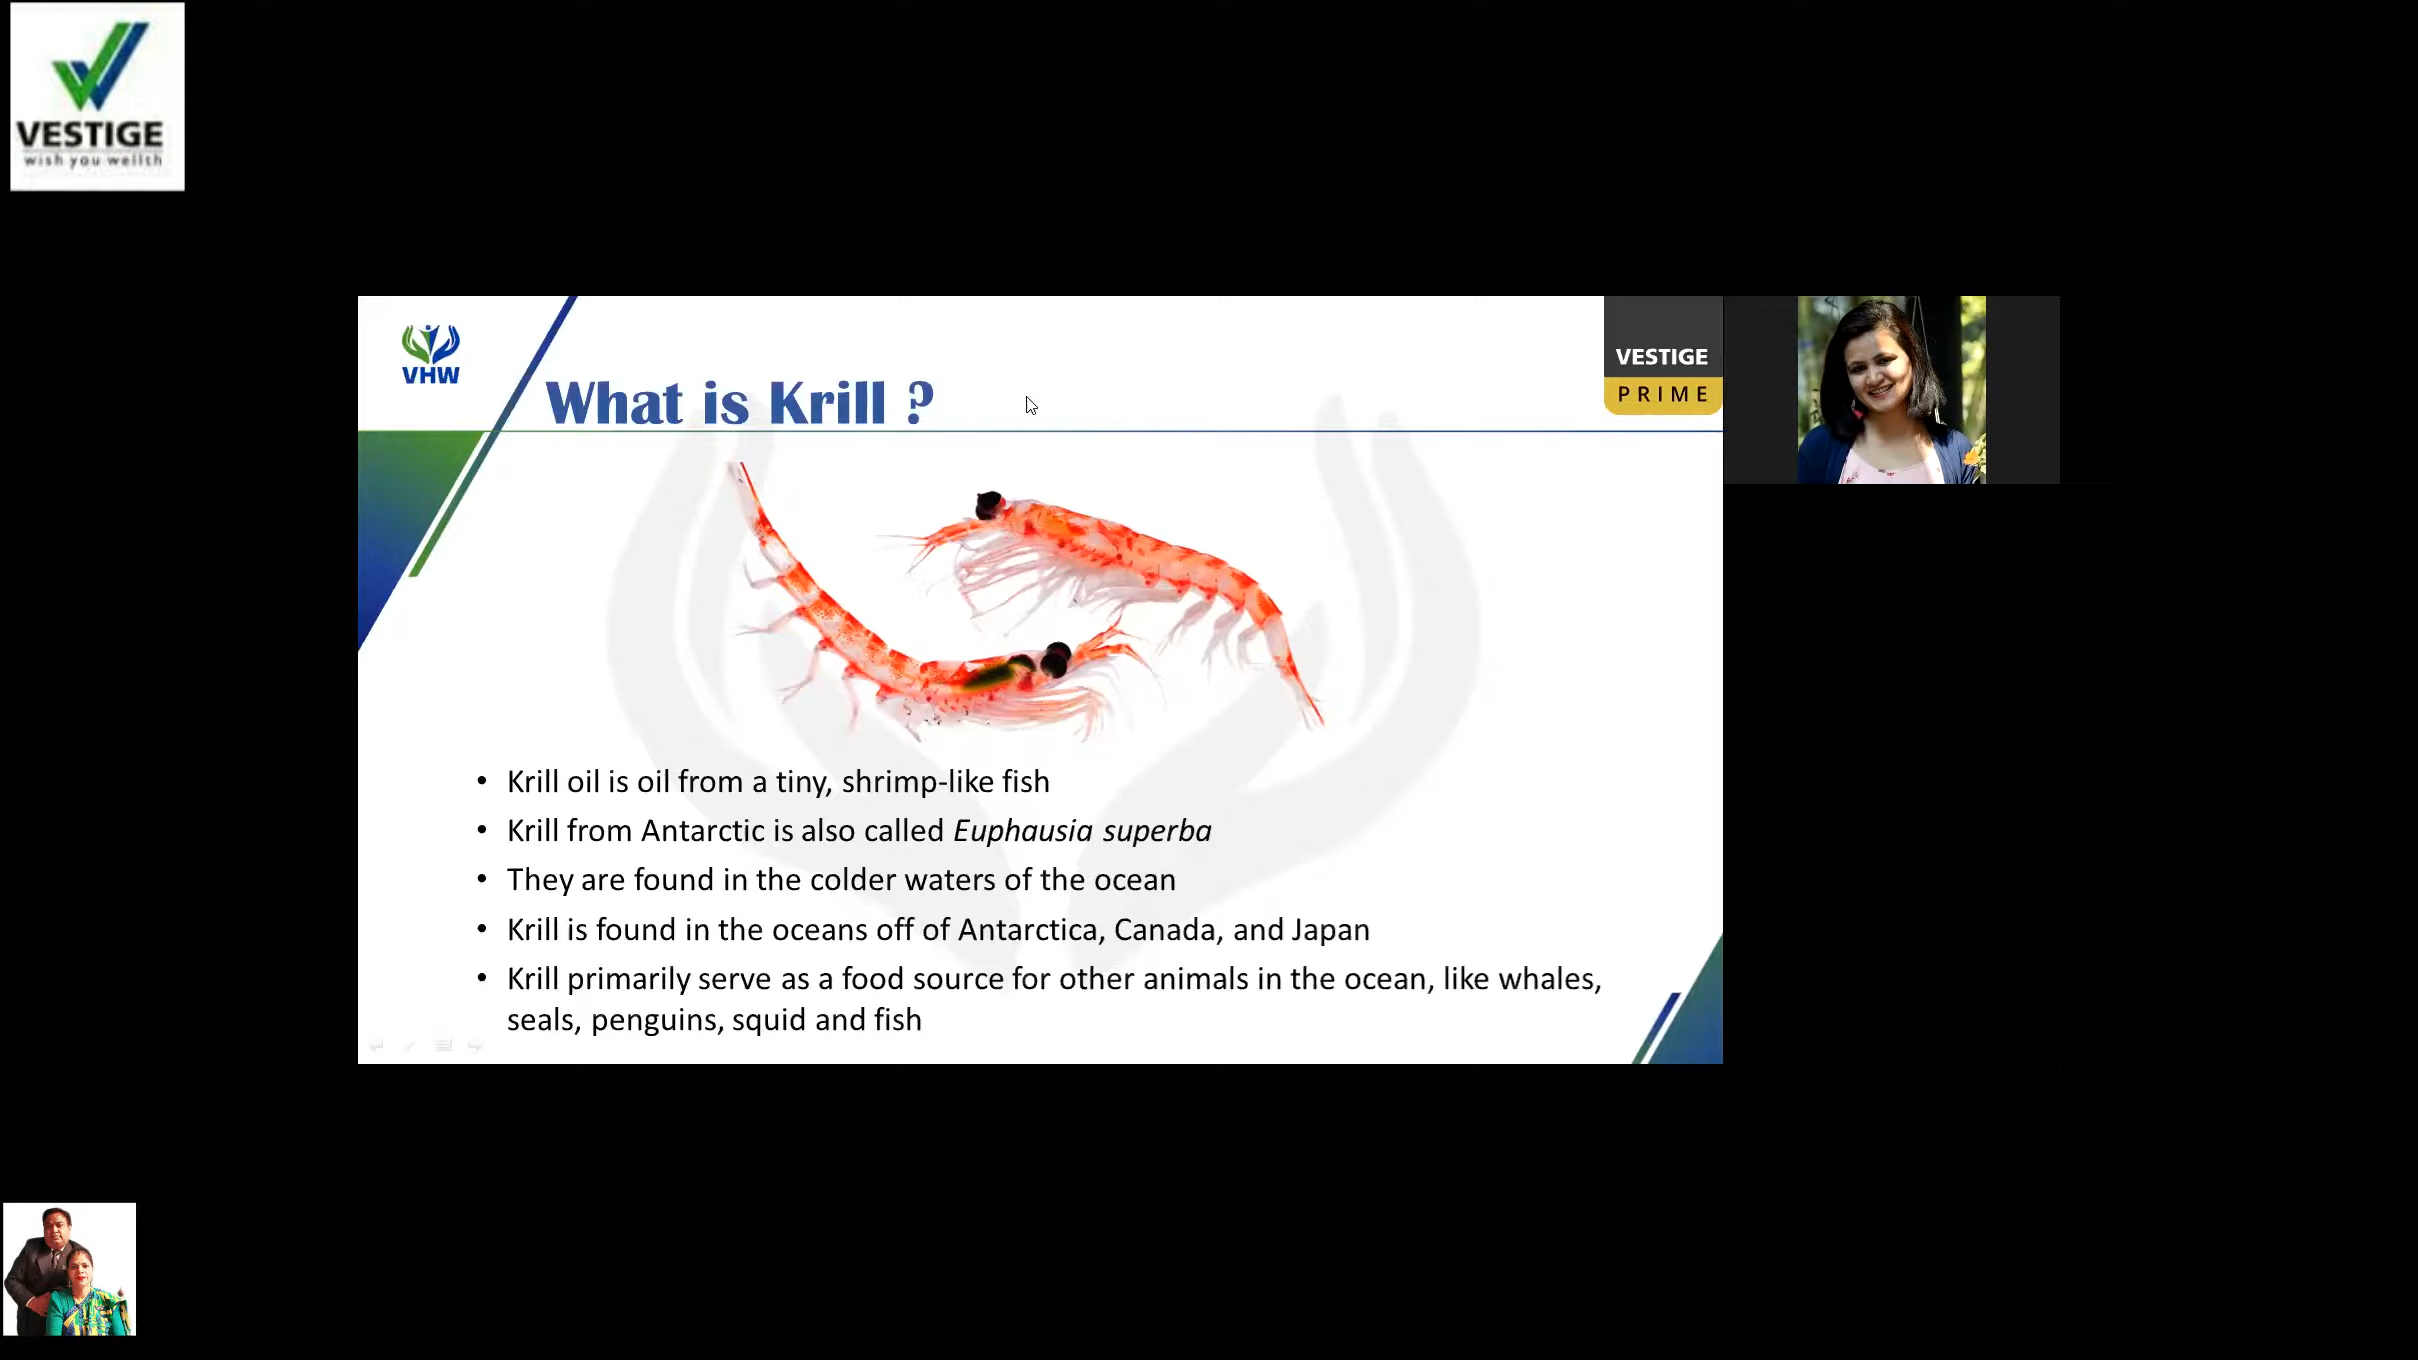 VESTIGE
wish you wellth
VHW
What is Krill ?
VESTIGE
PRIME
• Krill oil is oil from a tiny, shrimp-like fish
• Krill from Antarctic is also called Euphausia superba
• They are found in the colder waters of the ocean
• Krill is found in the oceans off of Antarctica, Canada, and Japan
• Krill primarily serve as a food source for other animals in the ocean, like whales,
seals, penguins, squid and fish